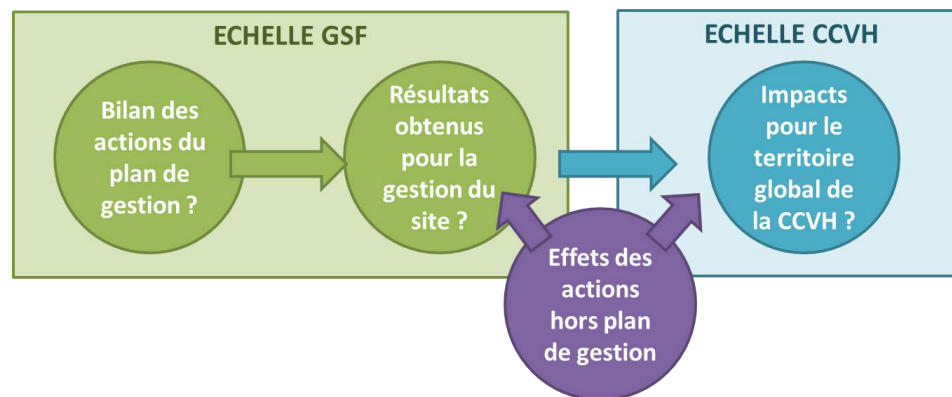 ECHELLE GSF
Bilan des
actions du
plan de
gestion ?
Résultats
obtenus
pour la
gestion du
site ?
ECHELLE CCVH
Impacts
pour le
territoire
global de
la CCVH ?
Effets des
actions
hors plan
de gestion